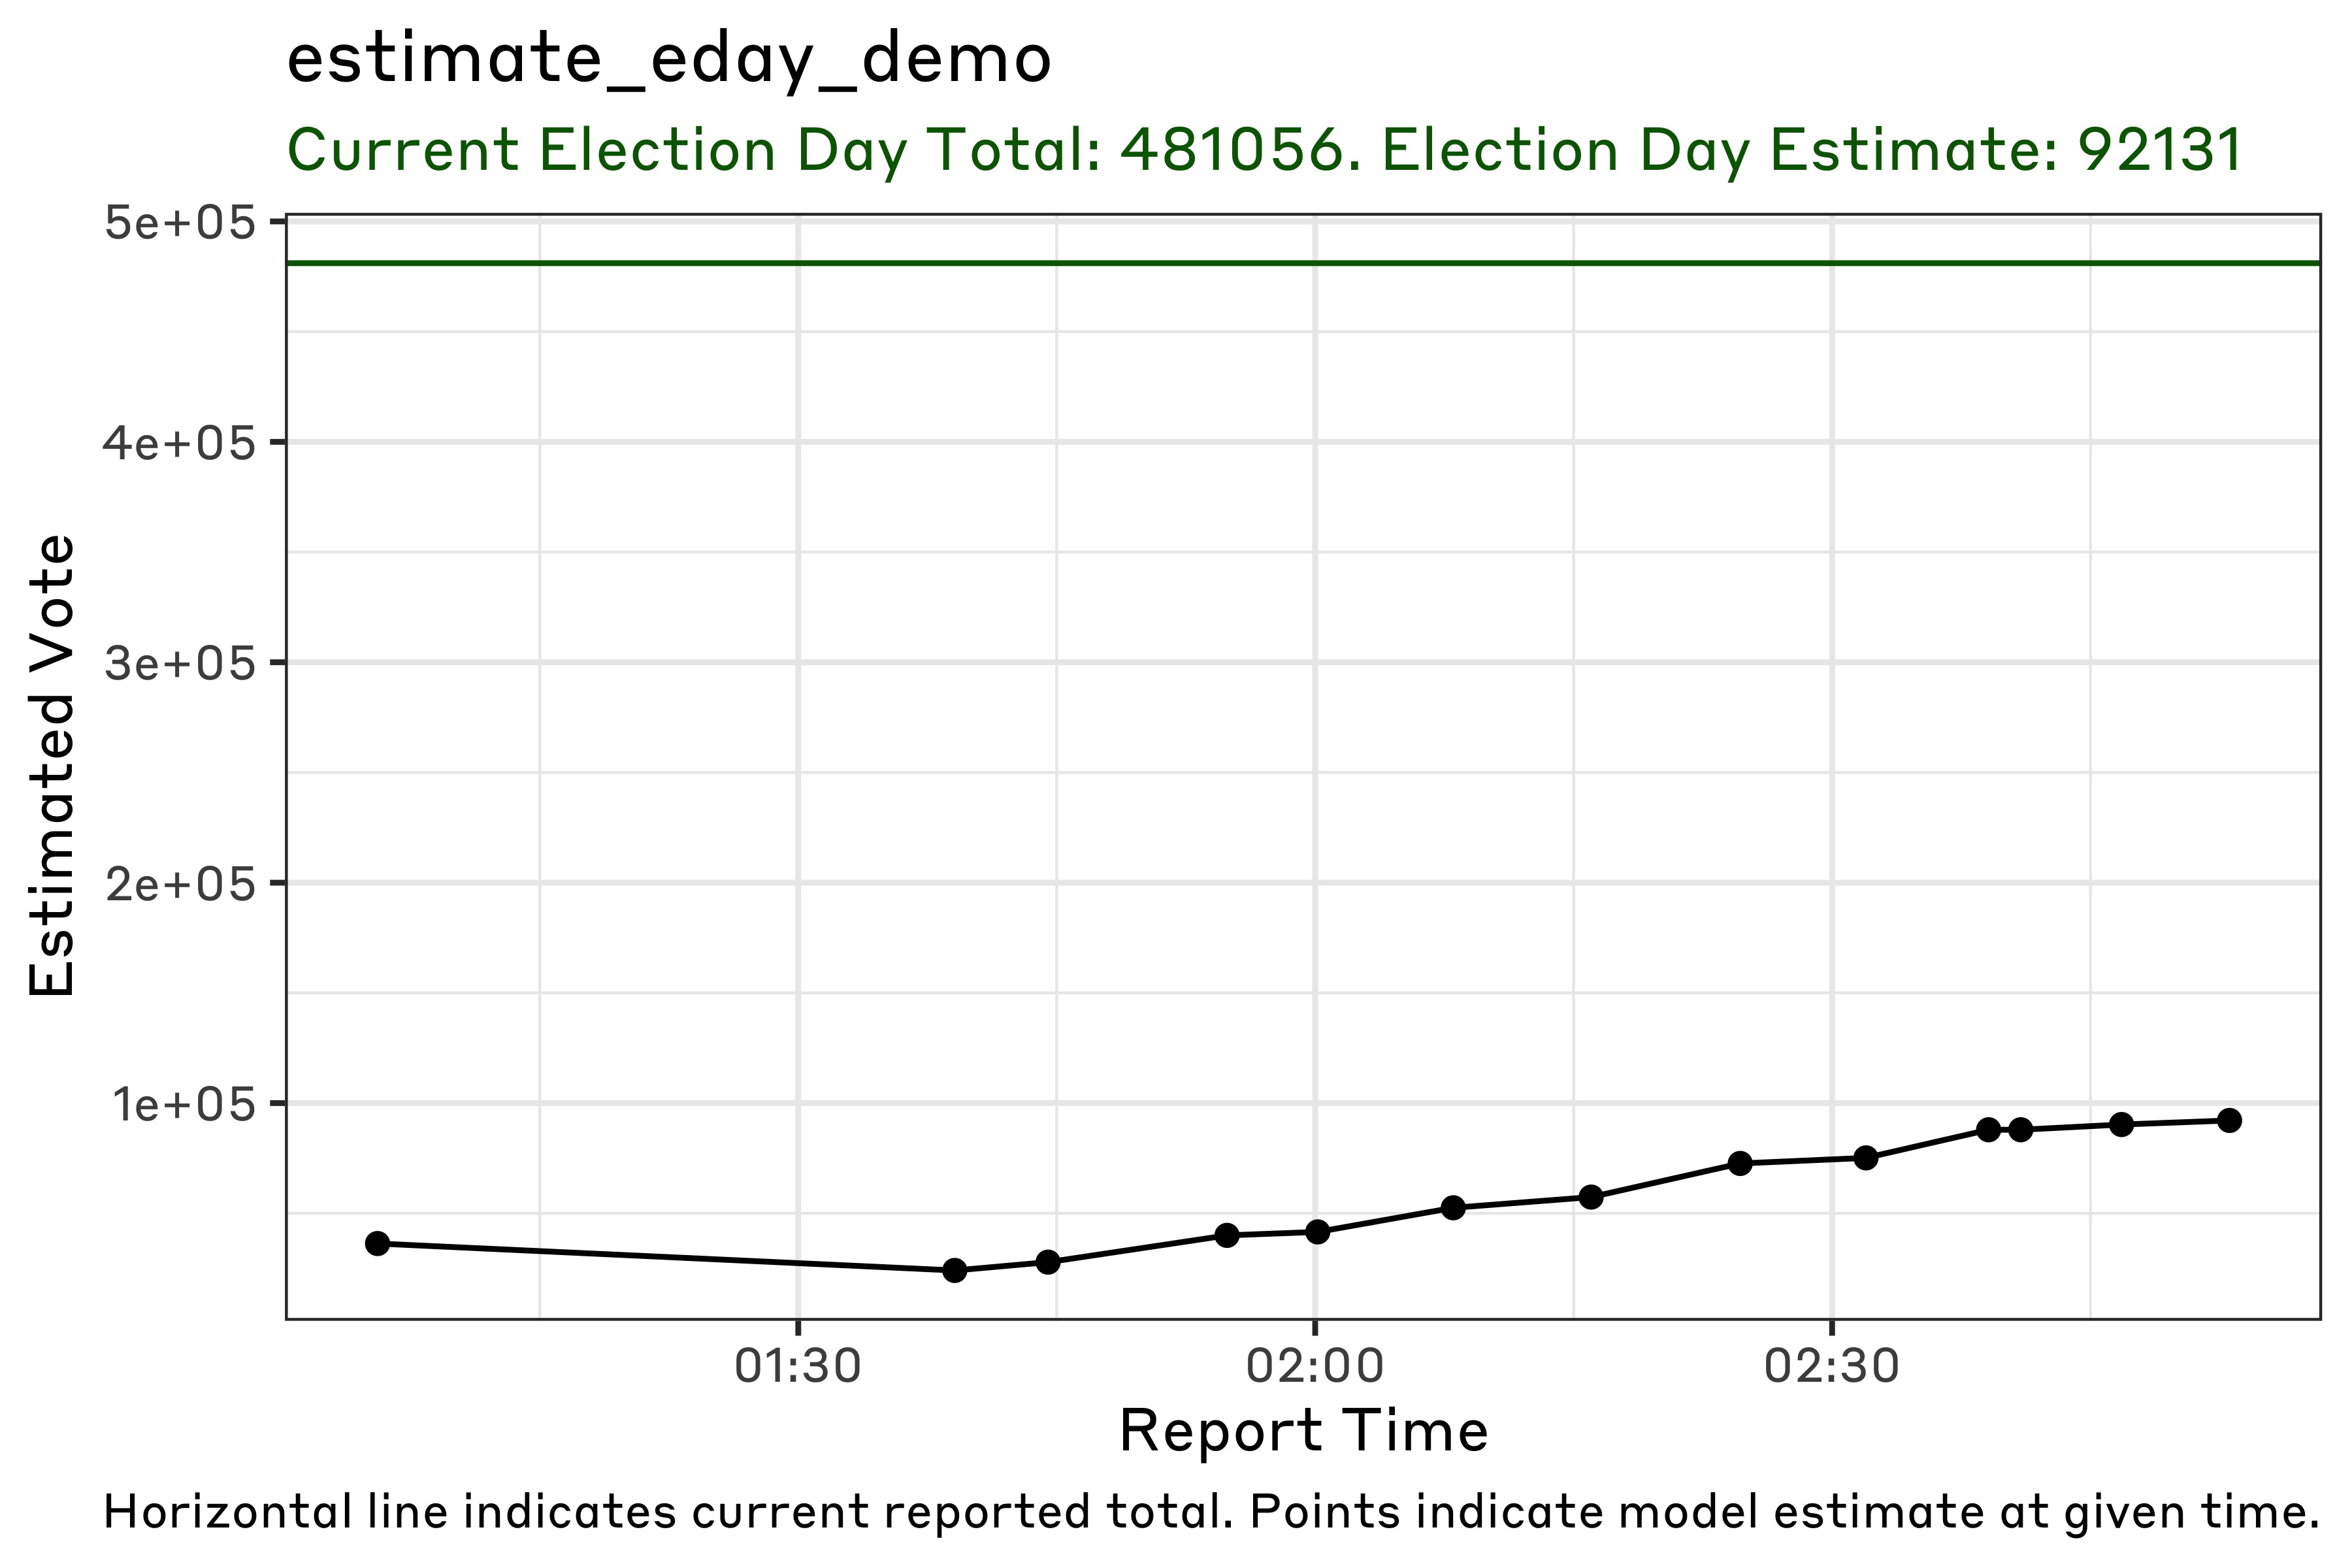 estimate_eday_demo
Current Election Day Total: 481056. Election Day Estimate: 92131
5e+05
4e+05
3e+05
2e+05
1e+05
Estimated Vote
01:30 02:00 02:30
Report Time
Horizontal line indicates current reported total. Points indicate model estimate at given time.